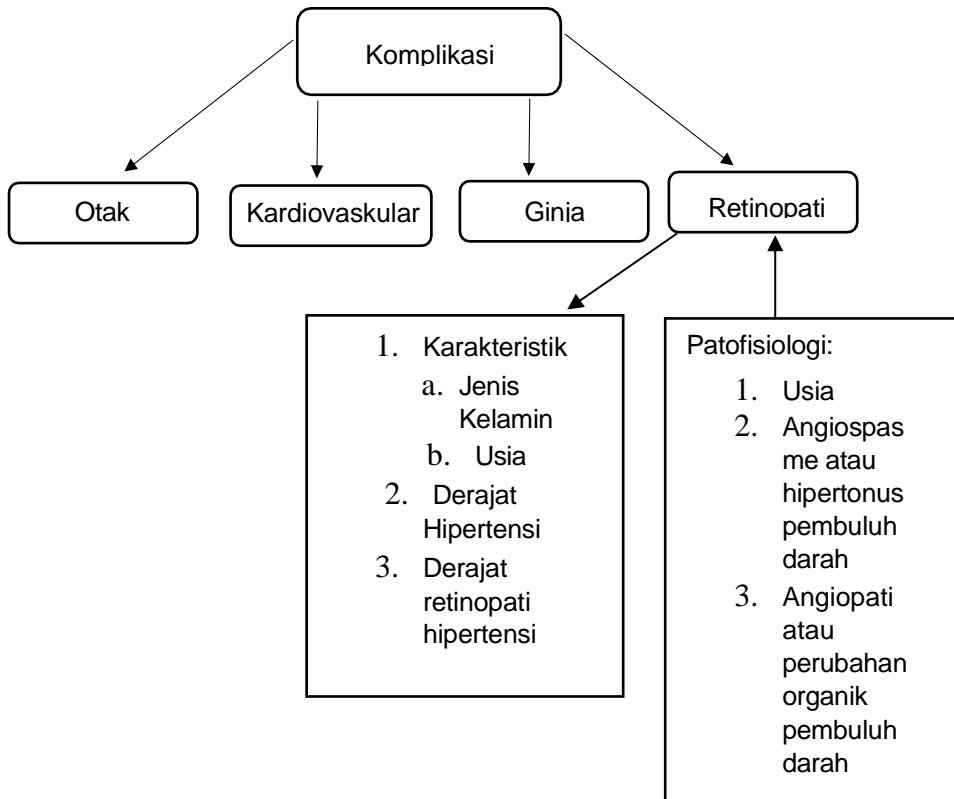 Komplikasi
Otak
Kardiovaskular
Ginja
Retinopati
1. Karakteristik
a. Jenis
Kelamin
b. Usia
2. Derajat
Hipertensi
3. Derajat
retinopati
hipertensi
Patofisiologi:
1. Usia
2. Angiospas
me atau
hipertonus
pembuluh
darah
3. Angiopati
atau
perubahan
organik
pembuluh
darah